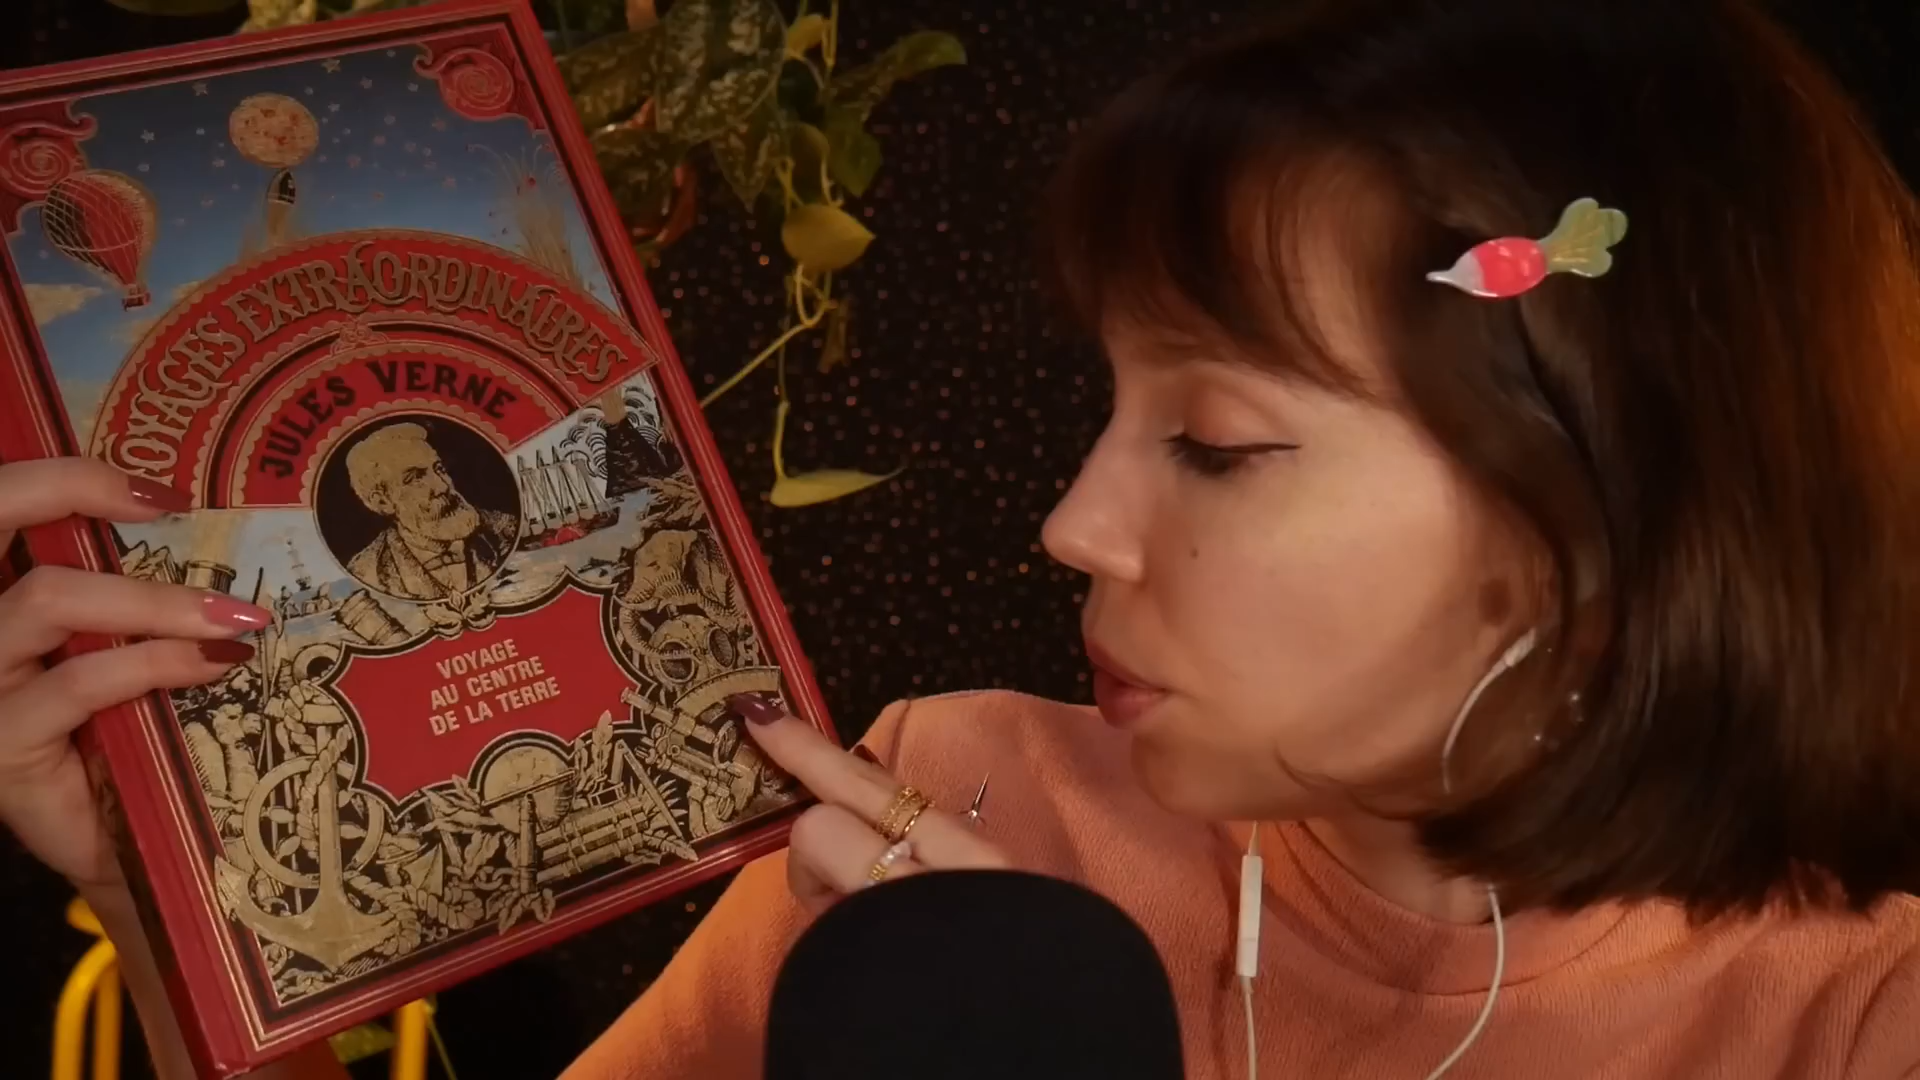 VOYAGES EXTRAORDINAIRES
JULES VERNE
VOYAGE
AU CENTRE
DE LA TERRE